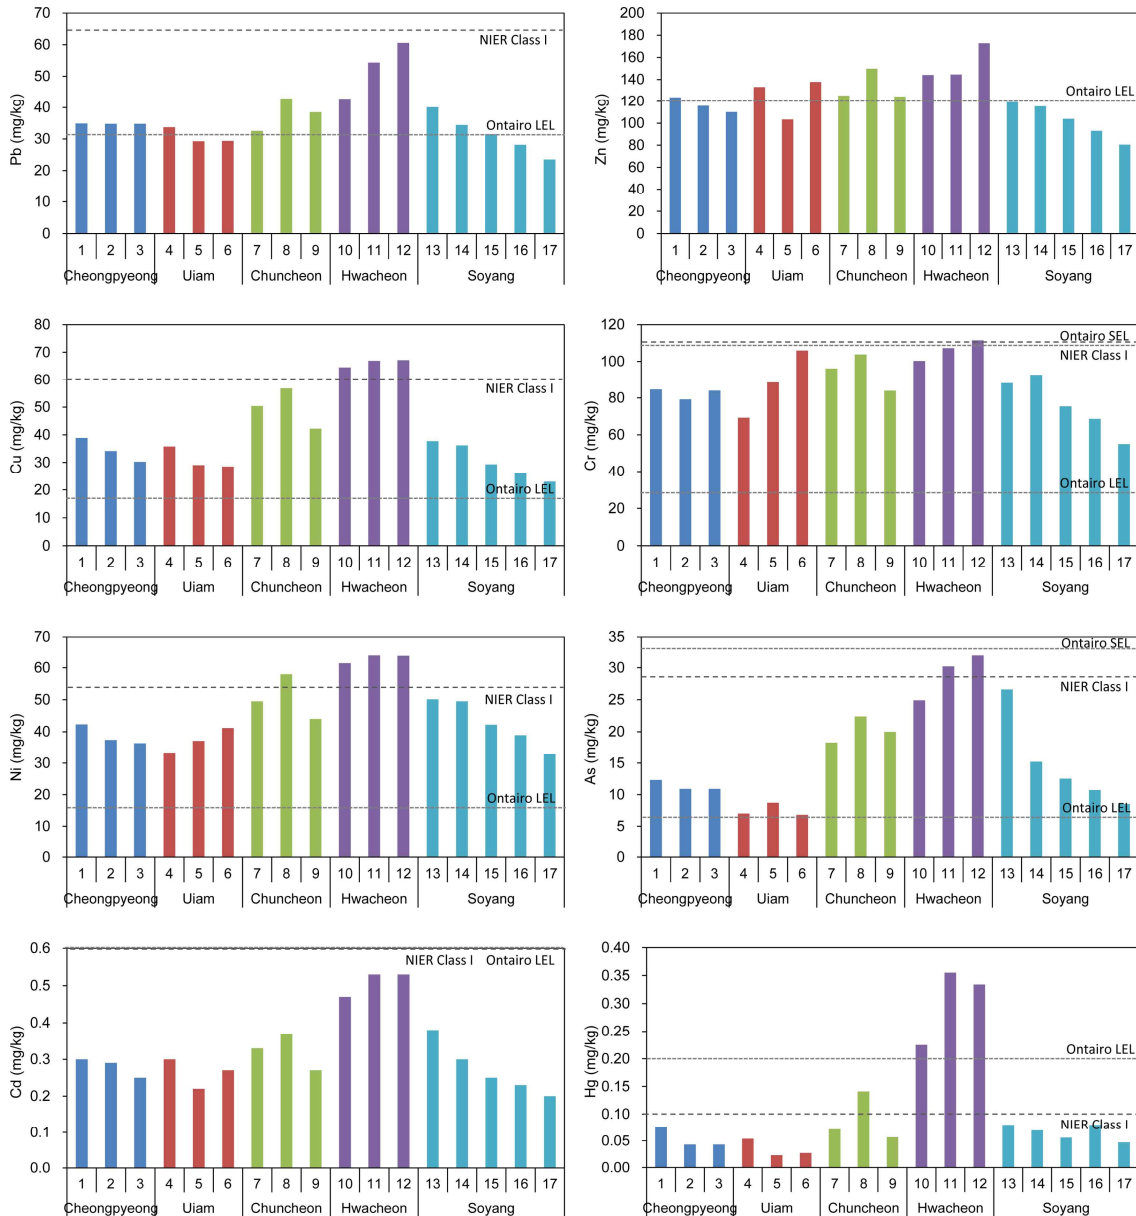 Pb (mg/kg)
70
60
50
40
30
20
10
0
NIER Class I
Ontairo LEL
1 2 3 4 5 6 7 8 9 10 11 12 13 14 15 16 17
Cheongpyeong Uiam Chuncheon Hwacheon Soyang
Zn (mg/kg)
200
180
160
140
120
100
80
60
40
20
0
Ontairo LEL
1 2 3 4 5 6 7 8 9 10 11 12 13 14 15 16 17
Cheongpyeong Uiam Chuncheon Hwacheon Soyang
Cu (mg/kg)
80
70
60
50
40
30
20
10
0
NIER Class I
Ontairo LEL
1 2 3 4 5 6 7 8 9 10 11 12 13 14 15 16 17
Cheongpyeong Uiam Chuncheon Hwacheon Soyang
Cr (mg/kg)
120
100
80
60
40
20
0
Ontairo SEL
NIER Class I
Ontairo LEL
1 2 3 4 5 6 7 8 9 10 11 12 13 14 15 16 17
Cheongpyeong Uiam Chuncheon Hwacheon Soyang
Ni (mg/kg)
70
60
50
40
30
20
10
0
NIER Class I
Ontairo LEL
1 2 3 4 5 6 7 8 9 10 11 12 13 14 15 16 17
Cheongpyeong Uiam Chuncheon Hwacheon Soyang
As (mg/kg)
35
30
25
20
15
10
5
0
Ontairo SEL
NIER Class I
Ontairo LEL
1 2 3 4 5 6 7 8 9 10 11 12 13 14 15 16 17
Cheongpyeong Uiam Chuncheon Hwacheon Soyang
Cd (mg/kg)
0.6
0.5
0.4
0.3
0.2
0.1
0.0
NIER Class I Ontairo LEL
1 2 3 4 5 6 7 8 9 10 11 12 13 14 15 16 17
Cheongpyeong Uiam Chuncheon Hwacheon Soyang
Hg (mg/kg)
0.40
0.35
0.30
0.25
0.20
0.15
0.10
0.05
0.00
Ontairo LEL
NIER Class I
1 2 3 4 5 6 7 8 9 10 11 12 13 14 15 16 17
Cheongpyeong Uiam Chuncheon Hwacheon Soyang